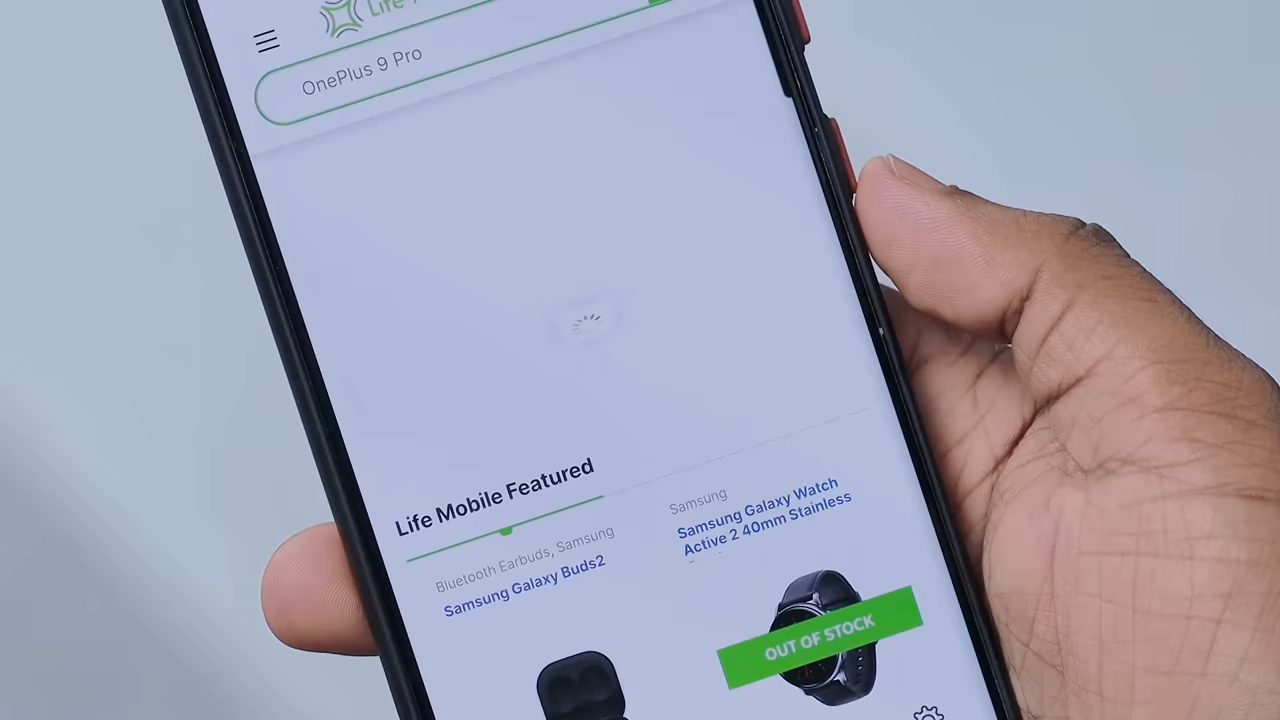 Life
OnePlus 9 Pro
Life Mobile Featured
Bluetooth Earbuds, Samsung
Samsung Galaxy Buds2
Samsung
Samsung Galaxy Watch
Active 2 40mm Stainless
OUT OF STOCK